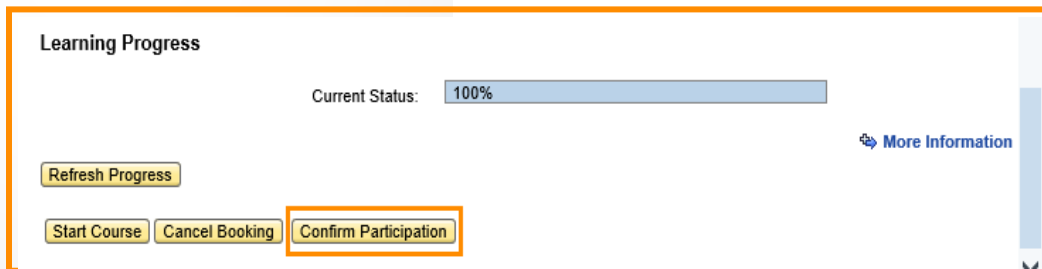 Learning Progress
Current Status: 100%
More Information
Refresh Progress
Start Course Cancel Booking Confirm Participation